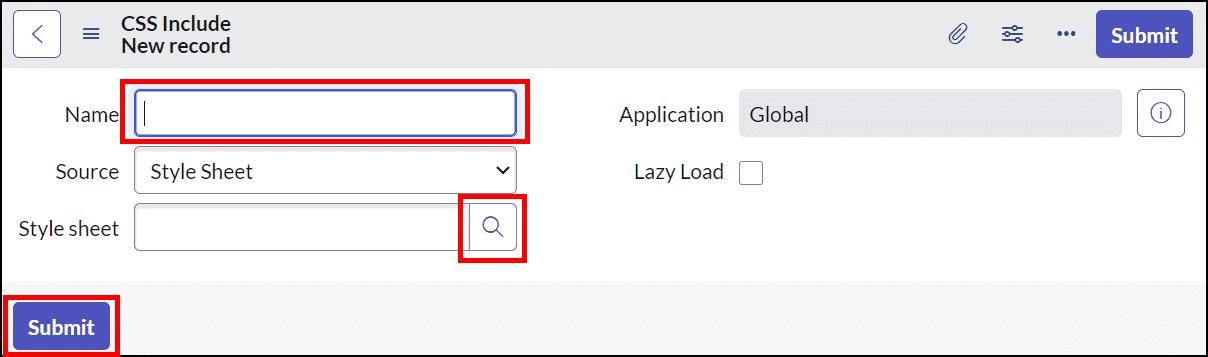 CSS Include
New record
Submit
Name
Application Global
Source Style Sheet
Lazy Load
Style sheet
Submit